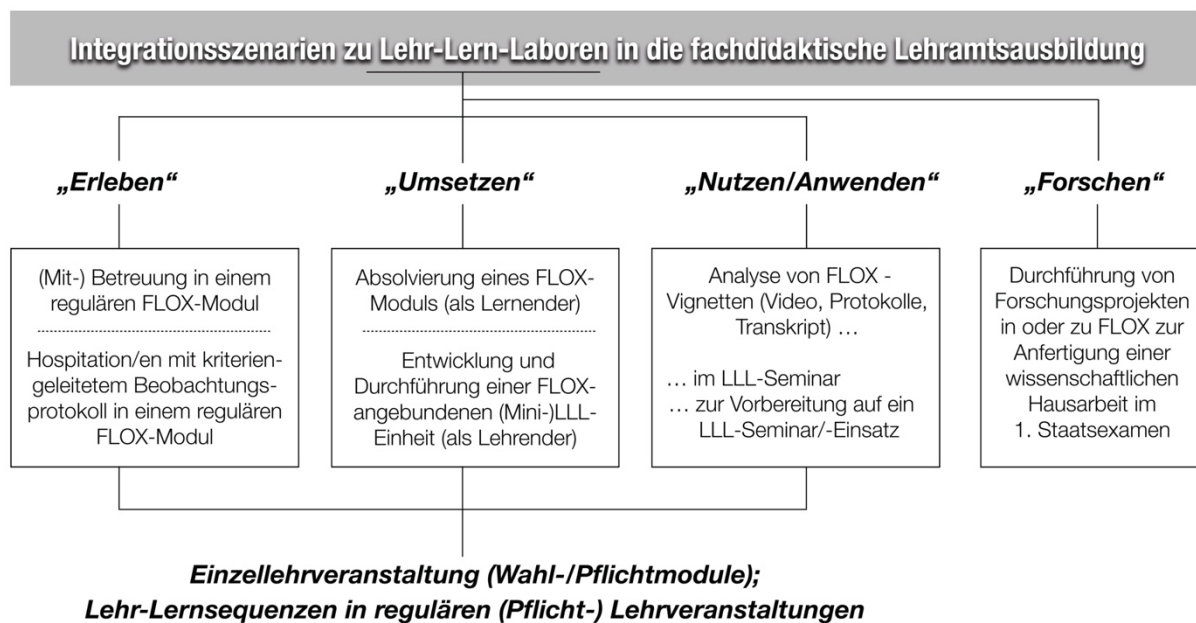 Integrationsszenarien zu Lehr-Lern-Laboren in die fachdidaktische Lehramtsausbildung
„Erleben“
(Mit-) Betreuung in einem
regulären FLOX-Modul
Hospitation/en mit kriterien-
geleitetem Beobachtungs-
protokoll in einem regulären
FLOX-Modul
„Umsetzen“
Absolvierung eines FLOX-
Moduls (als Lernender)
Entwicklung und
Durchführung einer FLOX-
angebundenen (Mini-)LLL-
Einheit (als Lehrender)
„Nutzen/Anwenden“
Analyse von FLOX -
Vignetten (Video, Protokolle,
Transkript) …
… im LLL-Seminar
… zur Vorbereitung auf ein
LLL-Seminar/-Einsatz
„Forschen“
Durchführung von
Forschungsprojekten
in oder zu FLOX zur
Anfertigung einer
wissenschaftlichen
Hausarbeit im
1. Staatsexamen
Einzellehrveranstaltung (Wahl-/Pflichtmodule);
Lehr-Lernsequenzen in regulären (Pflicht-) Lehrveranstaltungen